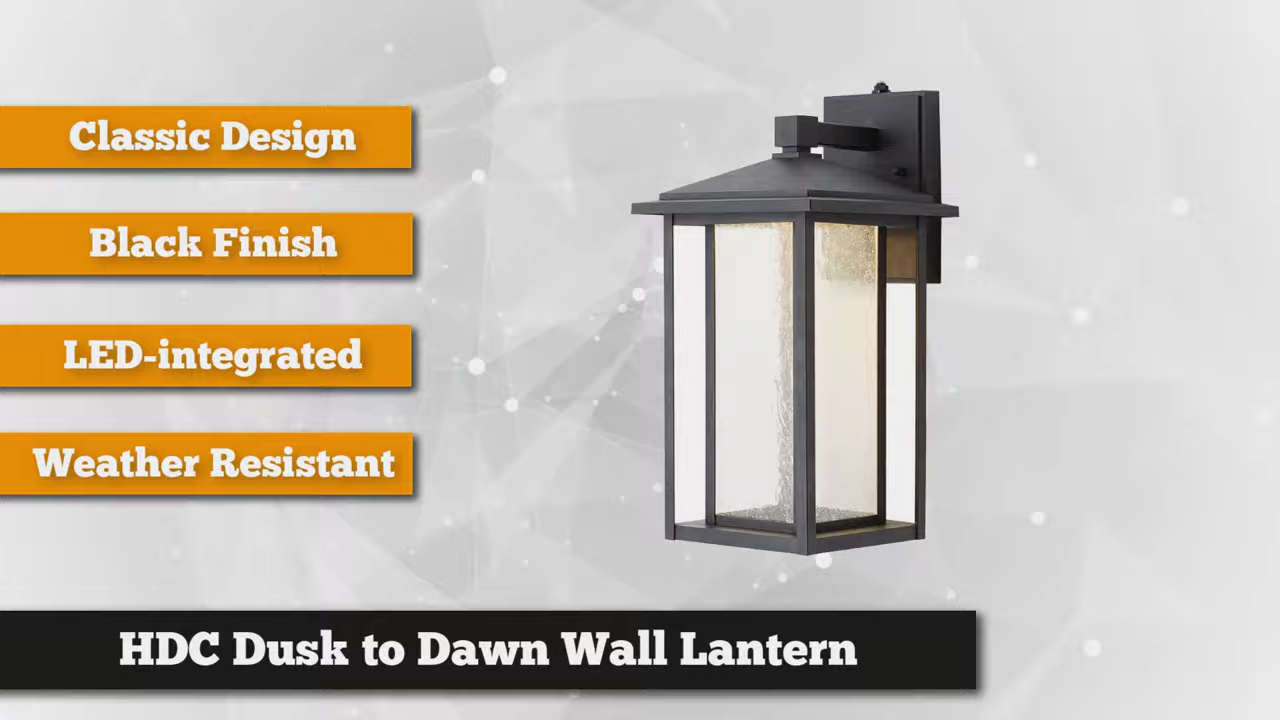 Classic Design
Black Finish
LED-integrated
Weather Resistant
HDC Dusk to Dawn Wall Lantern